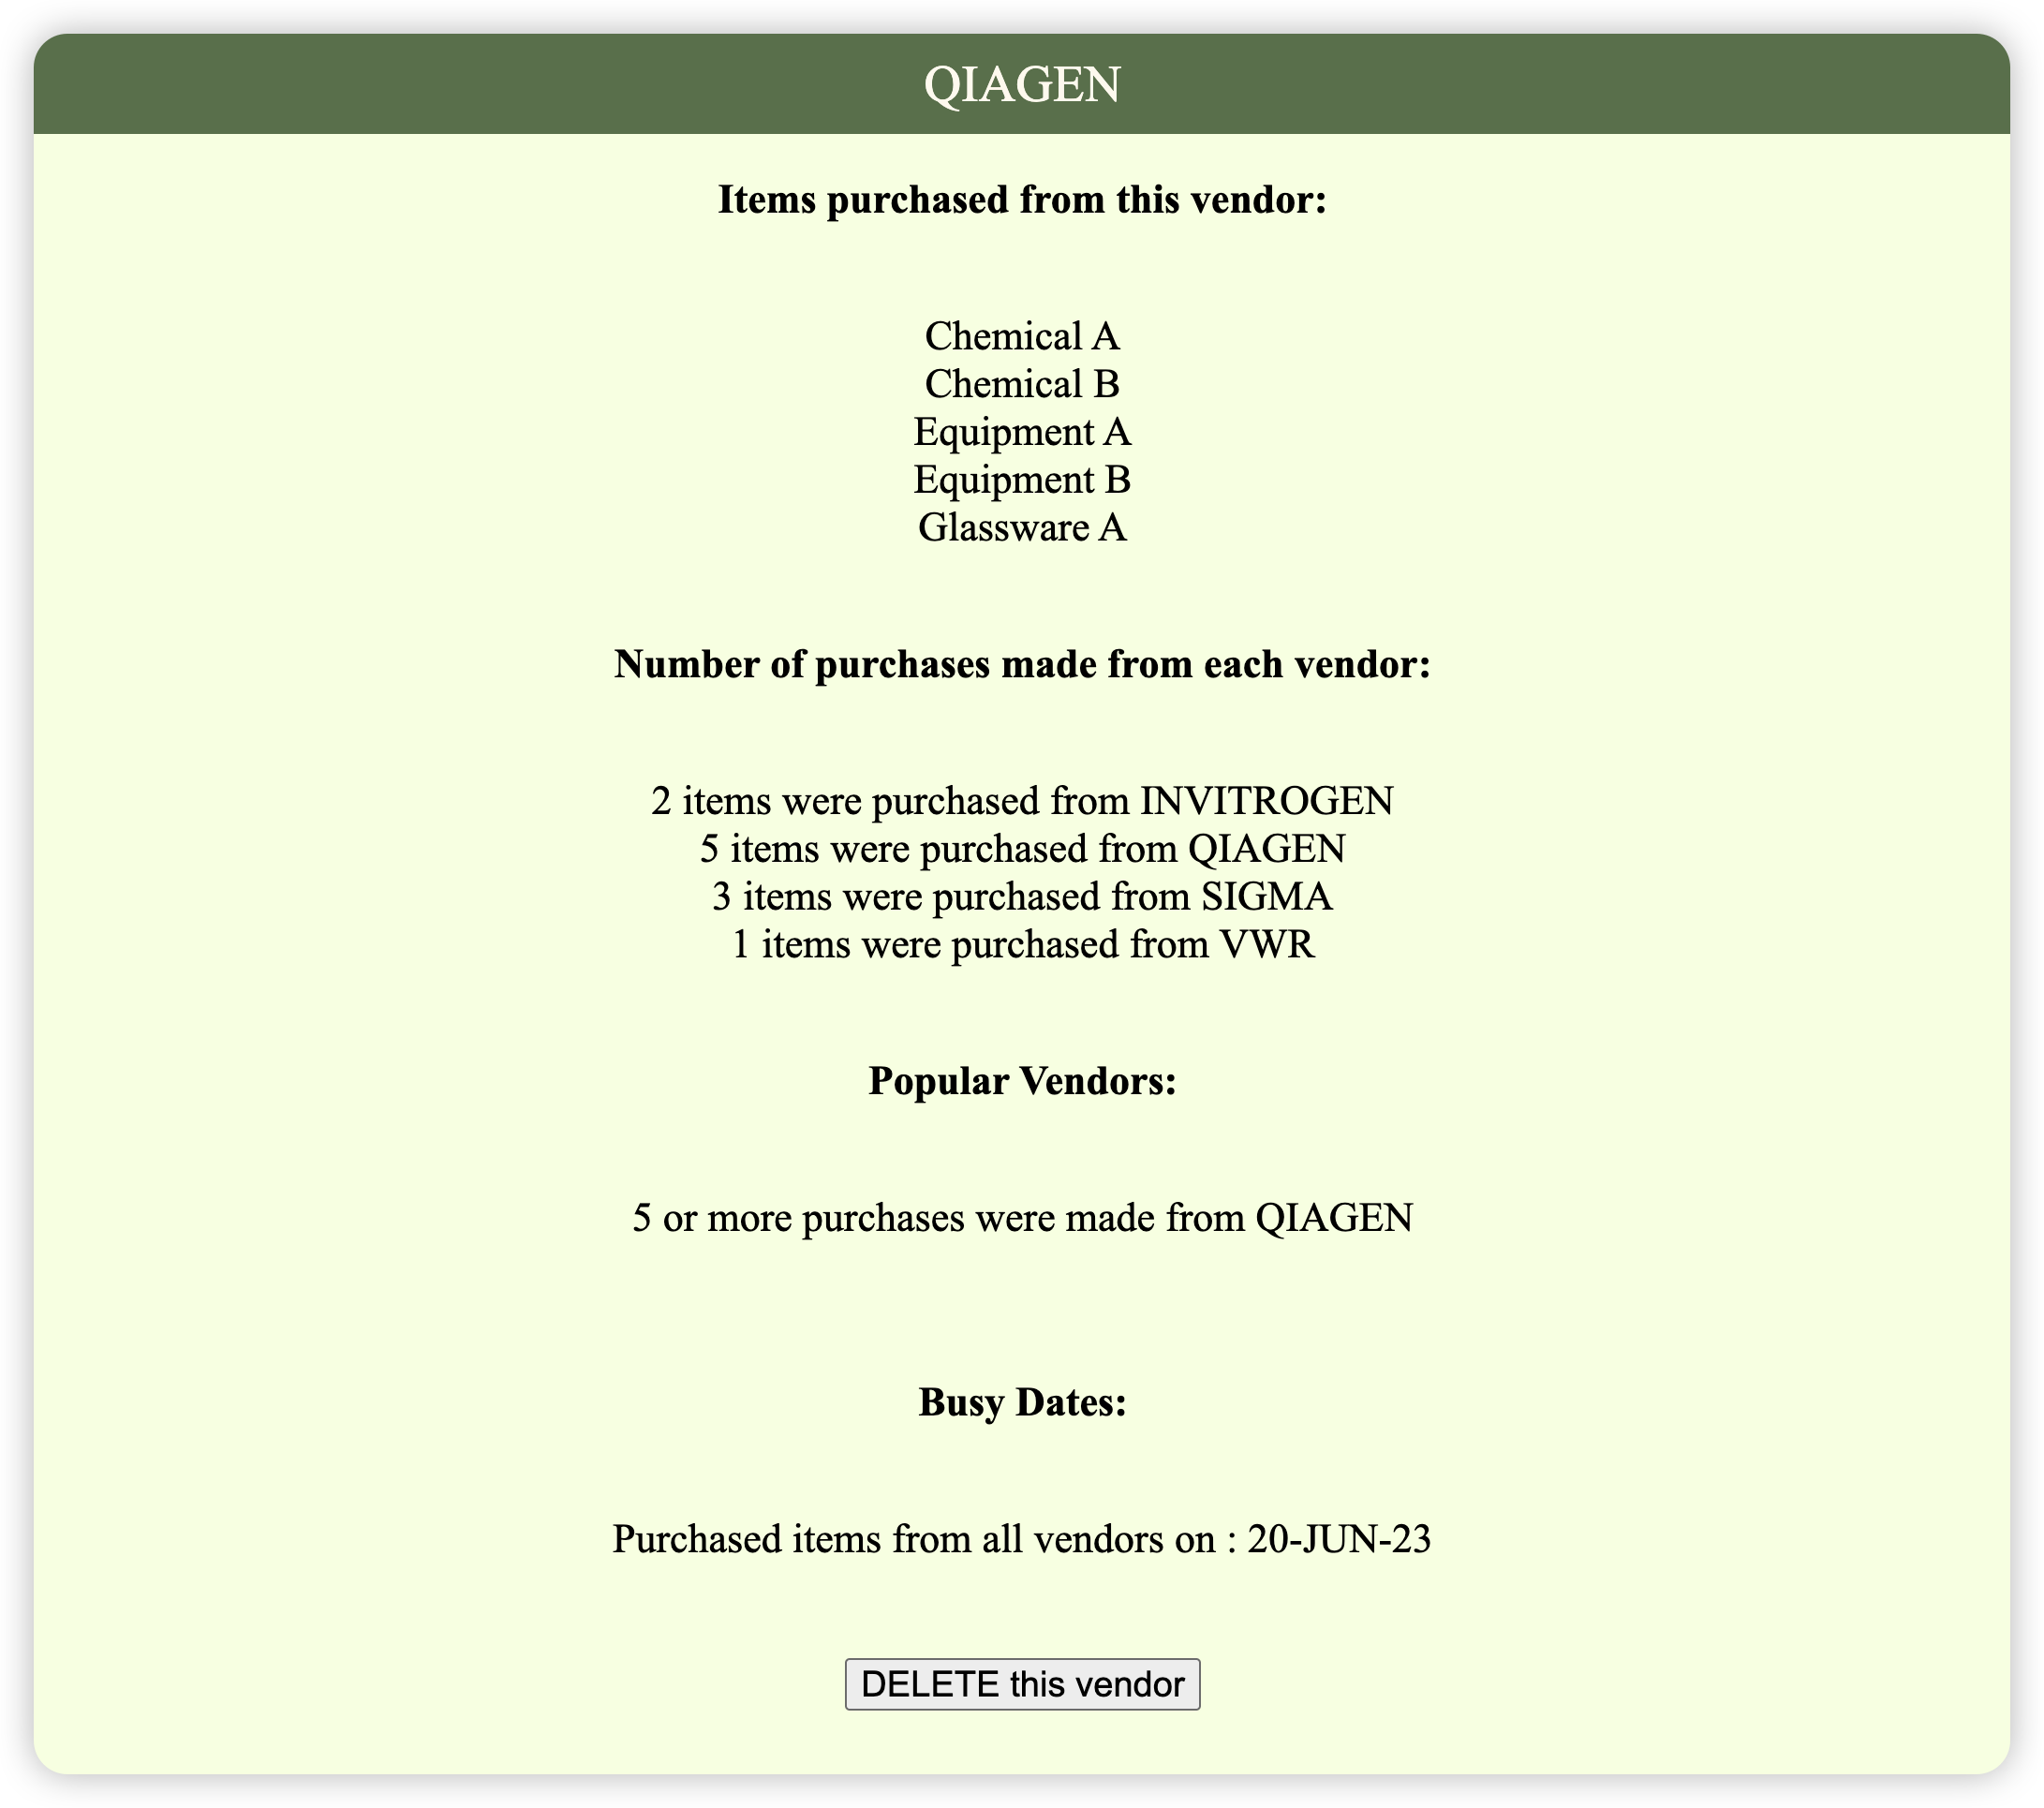 QIAGEN
Items purchased from this vendor:
Chemical A
Chemical B
Equipment A
Equipment B
Glassware A
Number of purchases made from each vendor:
2 items were purchased from INVITROGEN
5 items were purchased from QIAGEN
3 items were purchased from SIGMA
1 items were purchased from VWR
Popular Vendors:
5 or more purchases were made from QIAGEN
Busy Dates:
Purchased items from all vendors on : 20-JUN-23
DELETE this vendor